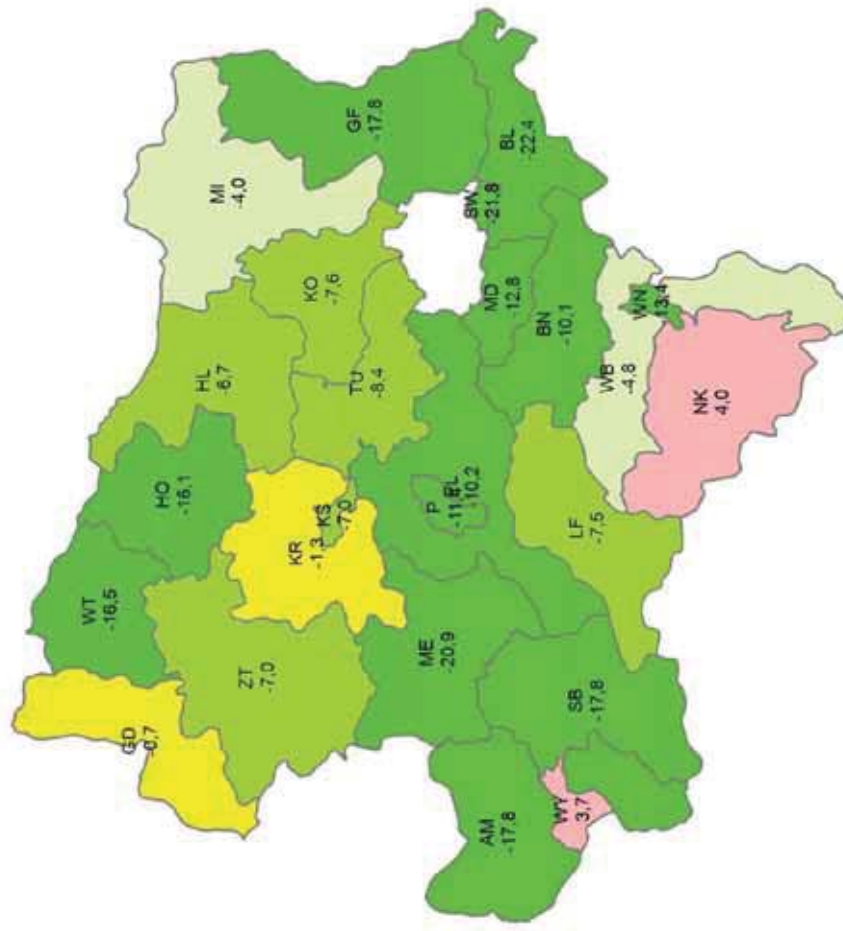 WT
-16,5
GD
-0,7
HO
-16,1
HL
-6,7
MI
-4,0
ZT
-7,0
KR
-1,3
KO
-7,6
KS
-7,0
TU
-8,4
GF
-17,8
ME
-20,9
P
PL
-10,2
SW
-21,8
AM
-17,8
MD
12,8
BL
-22,4
BN
-10,1
WY
3,7
SB
-17,8
LF
-7,5
WB
-4,8
WN
13,4
NK
4,0